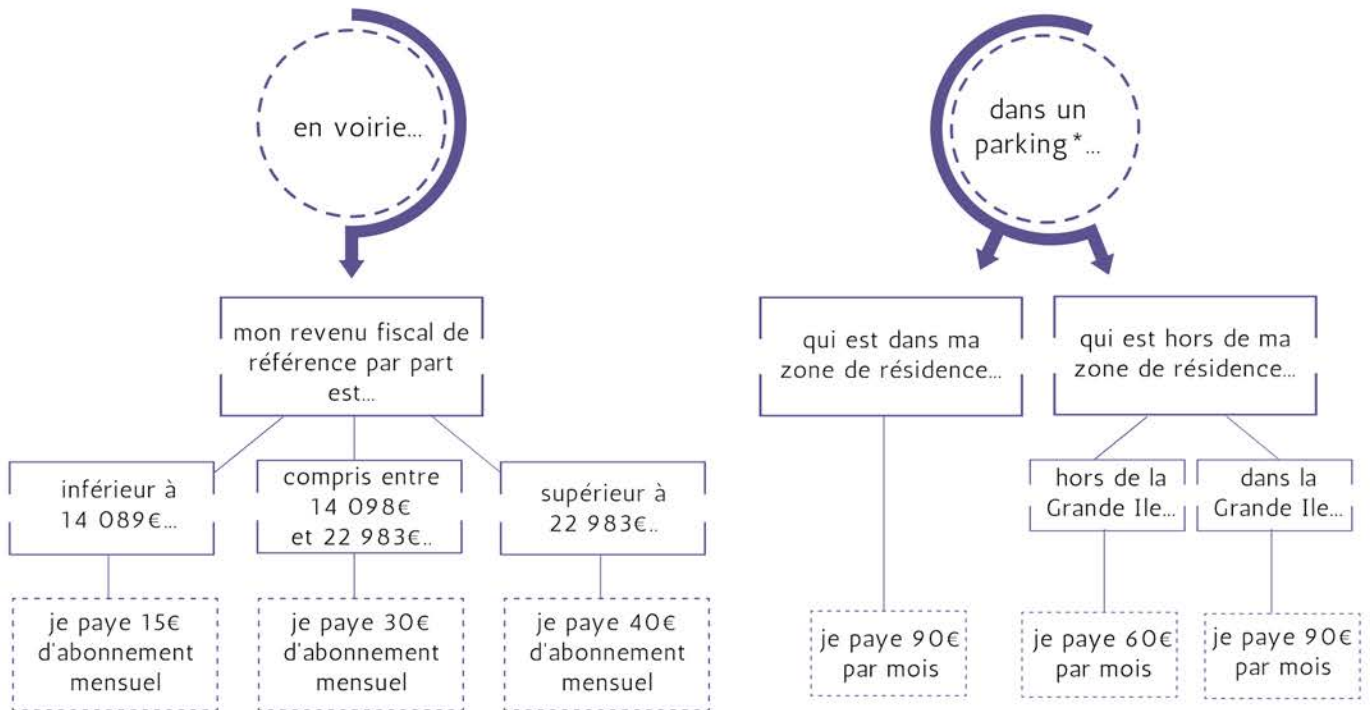 en voirie...
mon revenu fiscal de
référence par part
est...
inférieur à
14 089€...
je paye 15€
d'abonnement
mensuel
compris entre
14 098€
et 22 983€..
je paye 30€
d'abonnement
mensuel
supérieur à
22 983€..
je paye 40€
d'abonnement
mensuel
dans un
parking*...
qui est dans ma
zone de résidence...
je paye 90€
par mois
qui est hors de ma
zone de résidence...
hors de la
Grande Ile...
je paye 60€
par mois
dans la
Grande Ile...
je paye 90€
par mois